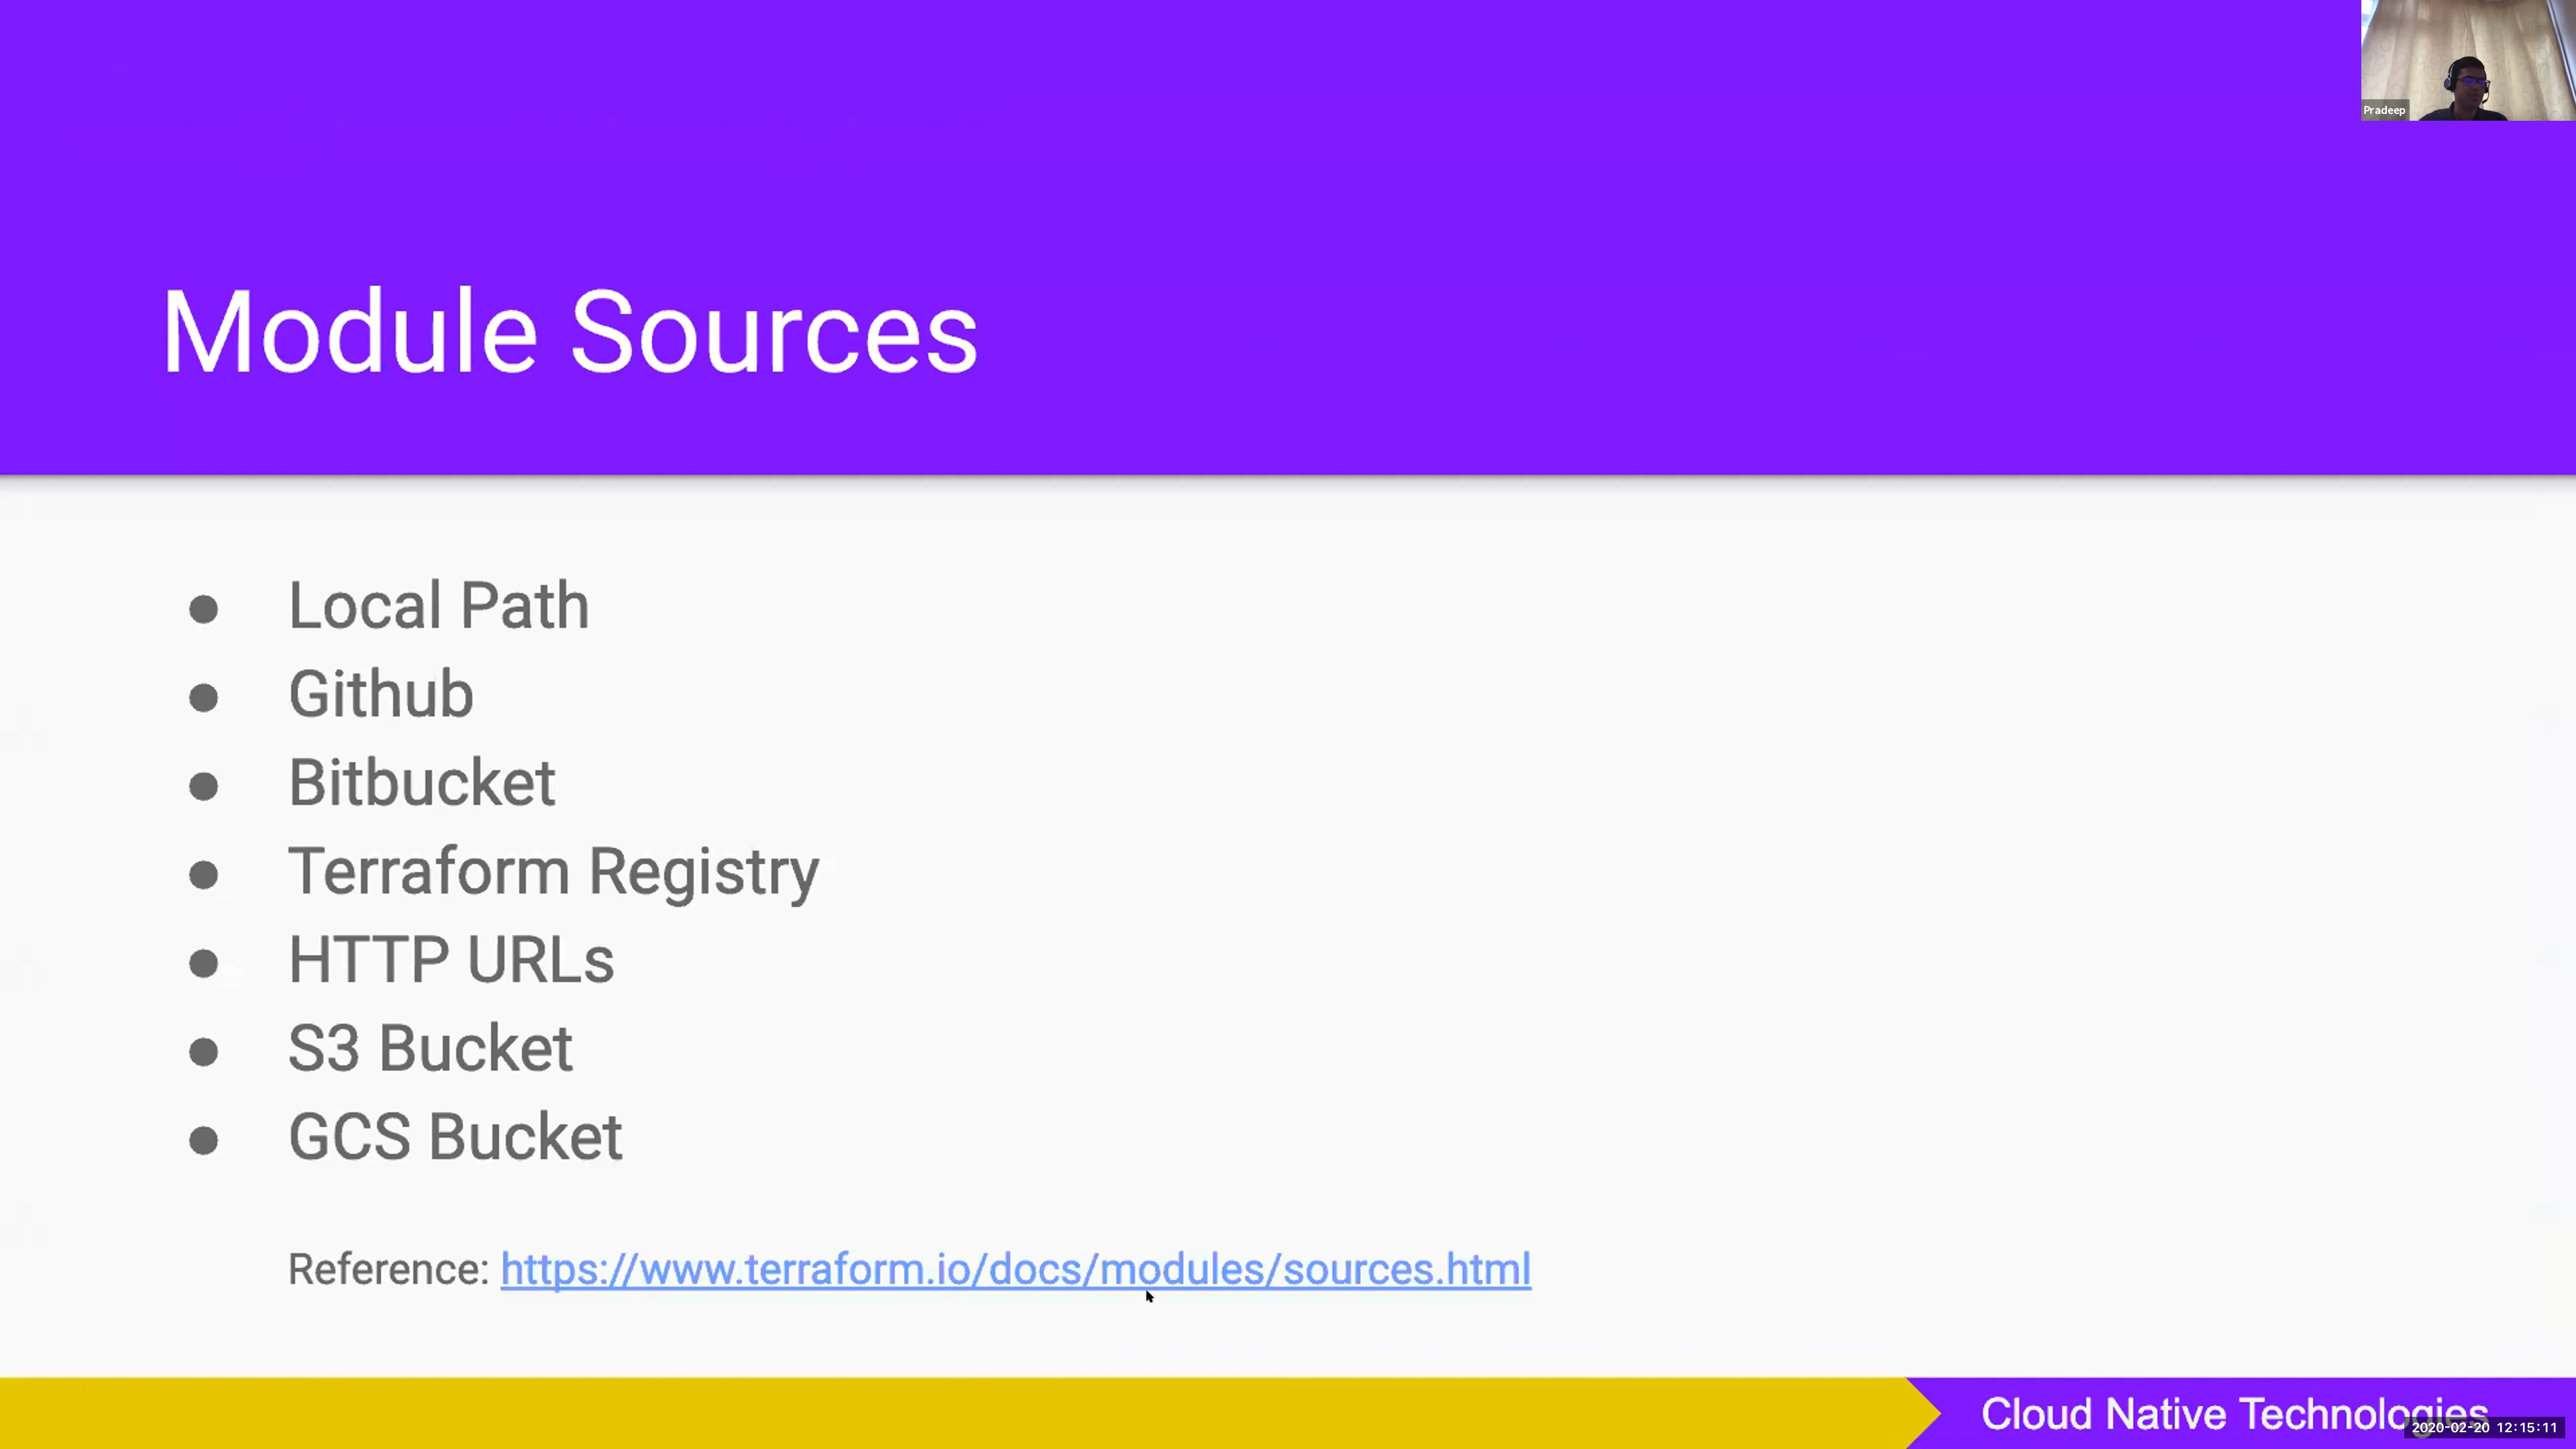 Pradeep
Module Sources
● Local Path
● Github
● Bitbucket
● Terraform Registry
● HTTP URLs
● S3 Bucket
● GCS Bucket
Reference: https://www.terraform.io/docs/modules/sources.html
Cloud Native Technologies
2020-02-20 12:15:11